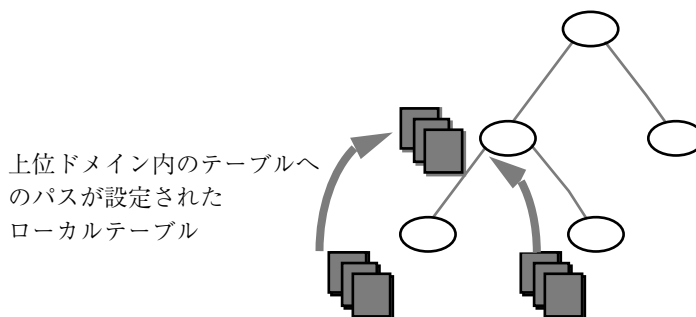 上位ドメイン内のテーブルへ
のパスが設定された
ローカルテーブル